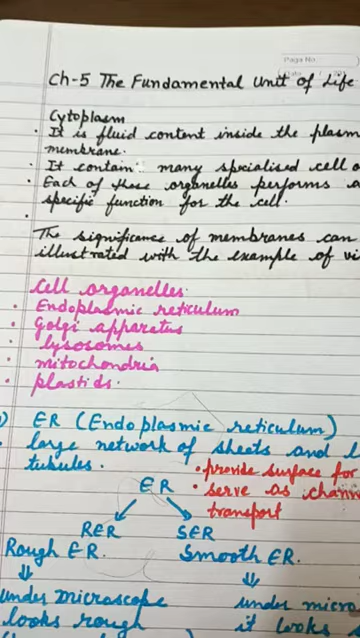 Page No.
Date
Ch-5 The Fundamental Unit of Life
Cytoplasm
• It is fluid content inside the plasm
membrane.
• It contain many specialised cell o
• Each of these organelles performs
specific function for the cell.
The significance of membranes can
illustrated with the example of vi
Cell organelles.
• Endoplasmic reticulum
• Golgi apparatus
• lysosomes
• mitochondria
• plastids.
) ER (Endoplasmic reticulum)
• large network of sheets and
tubules.
• provide surface for
• serve as chann
transport
ER
RER SER
Rough ER. Smooth ER.
under microscope under micro
looks rough it looks